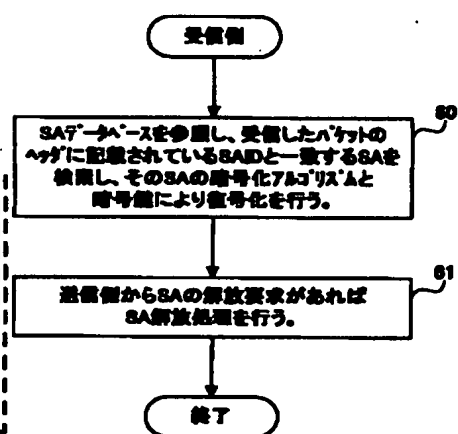 受信側
60
SAデータベースを参照し、受信したパケットの
ヘッダに記載されているSAIDと一致するSAを
検索し、そのSAの暗号化アルゴリズムと
暗号鍵により復号化を行う。
61
送信側からSAの解放要求があれば
SA解放処理を行う。
終了